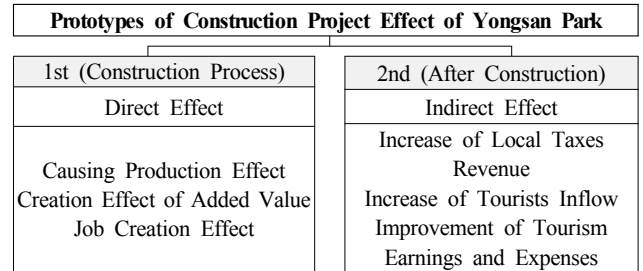 Prototypes of Construction Project Effect of Yongsan Park
1st (Construction Process)
Direct Effect
Causing Production Effect
Creation Effect of Added Value
Job Creation Effect
2nd (After Construction)
Indirect Effect
Increase of Local Taxes
Revenue
Increase of Tourists Inflow
Improvement of Tourism
Earnings and Expenses